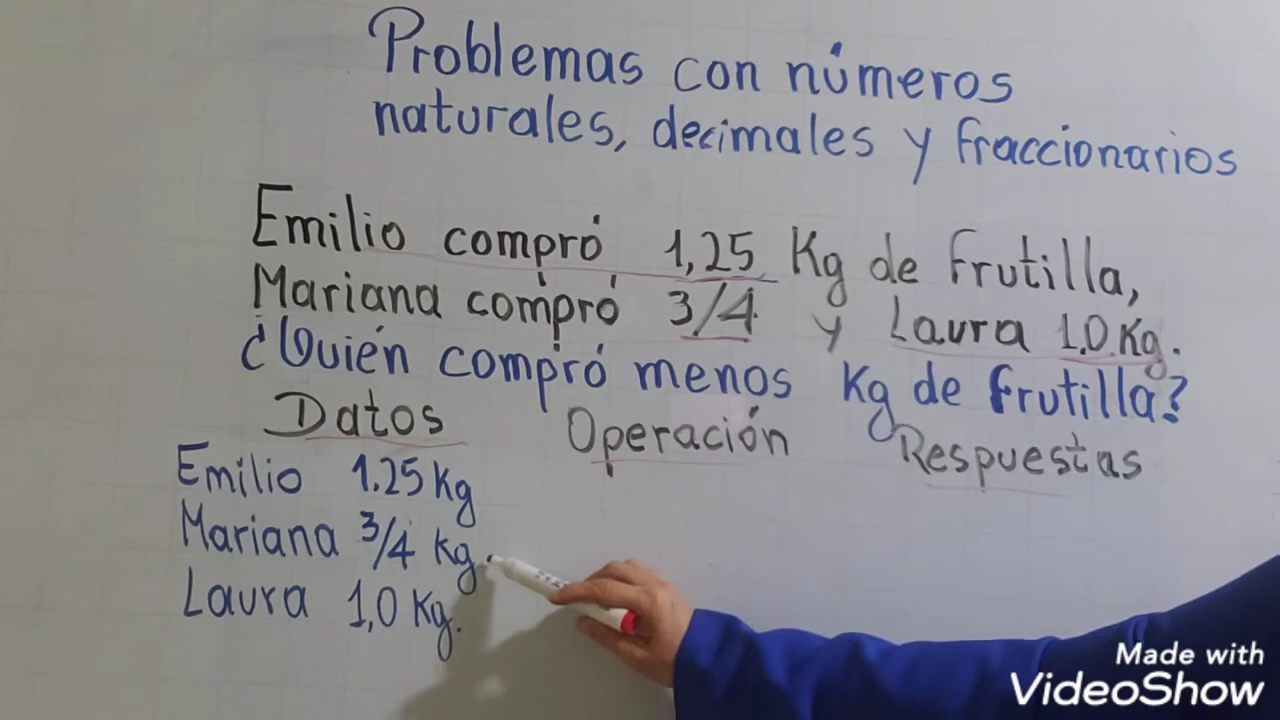 Problemas con números
naturales, decimales y fraccionarios
Emilio compró 1,25 Kg de frutilla,
Mariana compró 3/4 y Laura 1.0 Kg.
¿Quién compró menos Kg de frutilla?
Datos Operación Respuestas
Emilio 1.25 Kg
Mariana 3/4 Kg.
Laura 1,0 Kg.
Made with
VideoShow